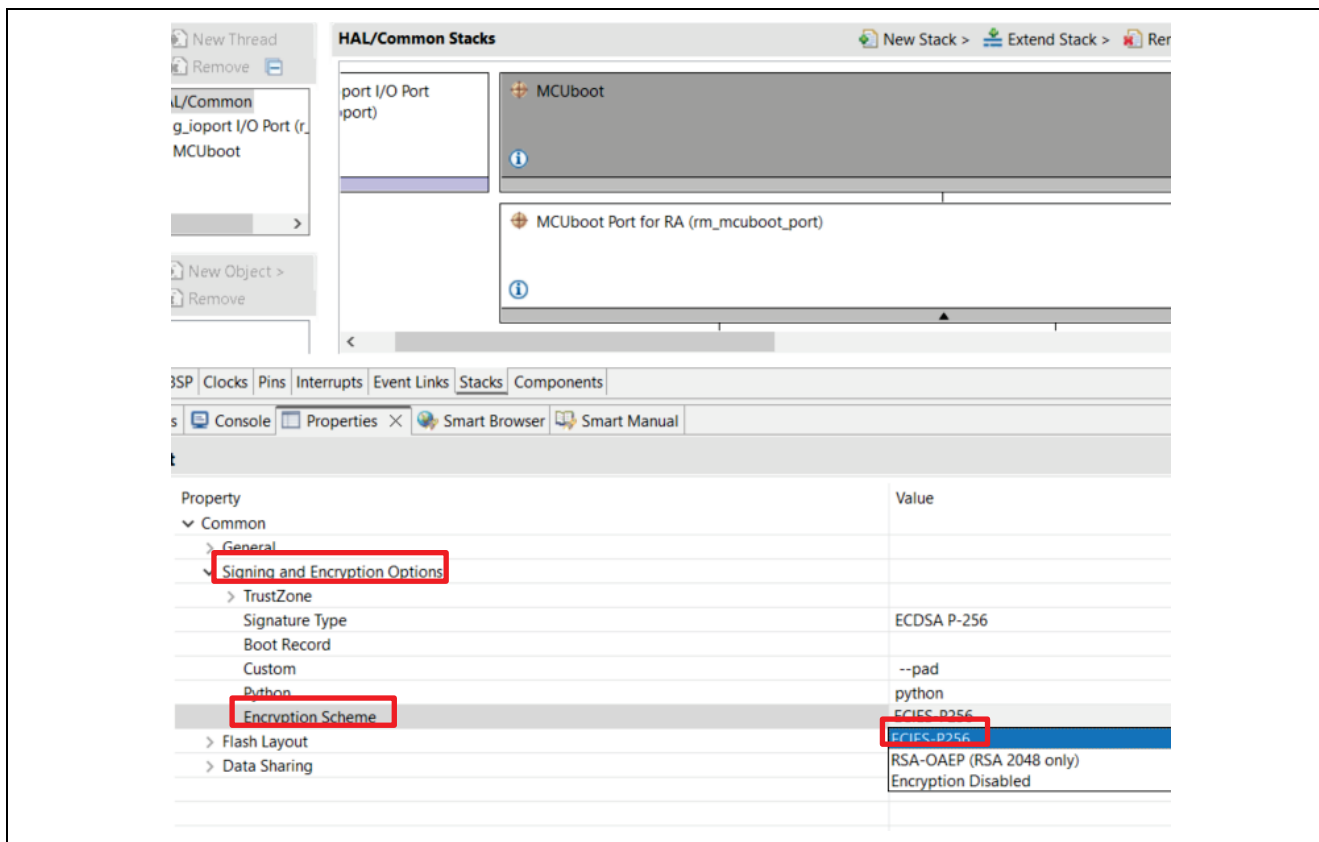 New Thread
Remove
HAL/Common Stacks
New Stack > Extend Stack > Rer
AL/Common
g_ioport I/O Port (r_
MCUboot
port I/O Port
port)
MCUboot
MCUboot Port for RA (rm_mcuboot_port)
New Object >
Remove
BSP Clocks Pins Interrupts Event Links Stacks Components
s Console Properties Smart Browser Smart Manual
t
Property Value
Common
General
Signing and Encryption Options
TrustZone
Signature Type ECDSA P-256
Boot Record
Custom --pad
Python python
Encryption Scheme ECIES-P256
ECIES-P256
Flash Layout
RSA-OAEP (RSA 2048 only)
Data Sharing
Encryption Disabled